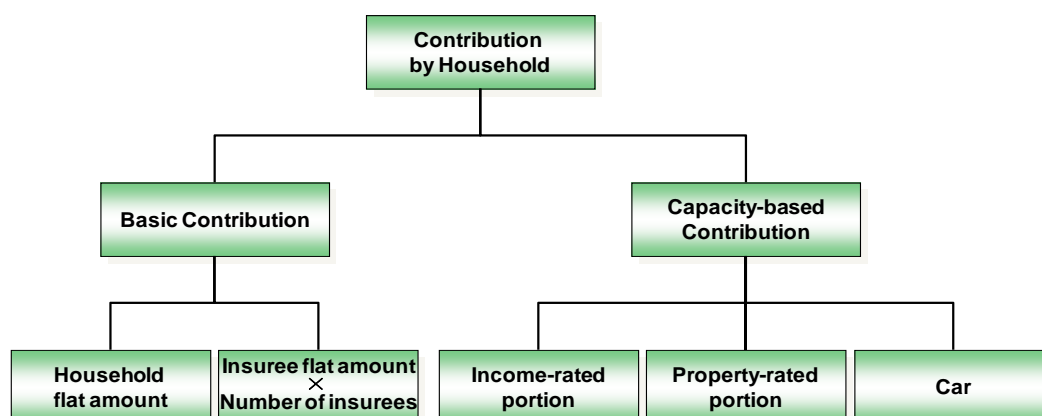 Contribution
by Household
Basic Contribution
Capacity-based
Contribution
Household
flat amount
Insuree flat amount
×
Number of insurees
Income-rated
portion
Property-rated
portion
Car